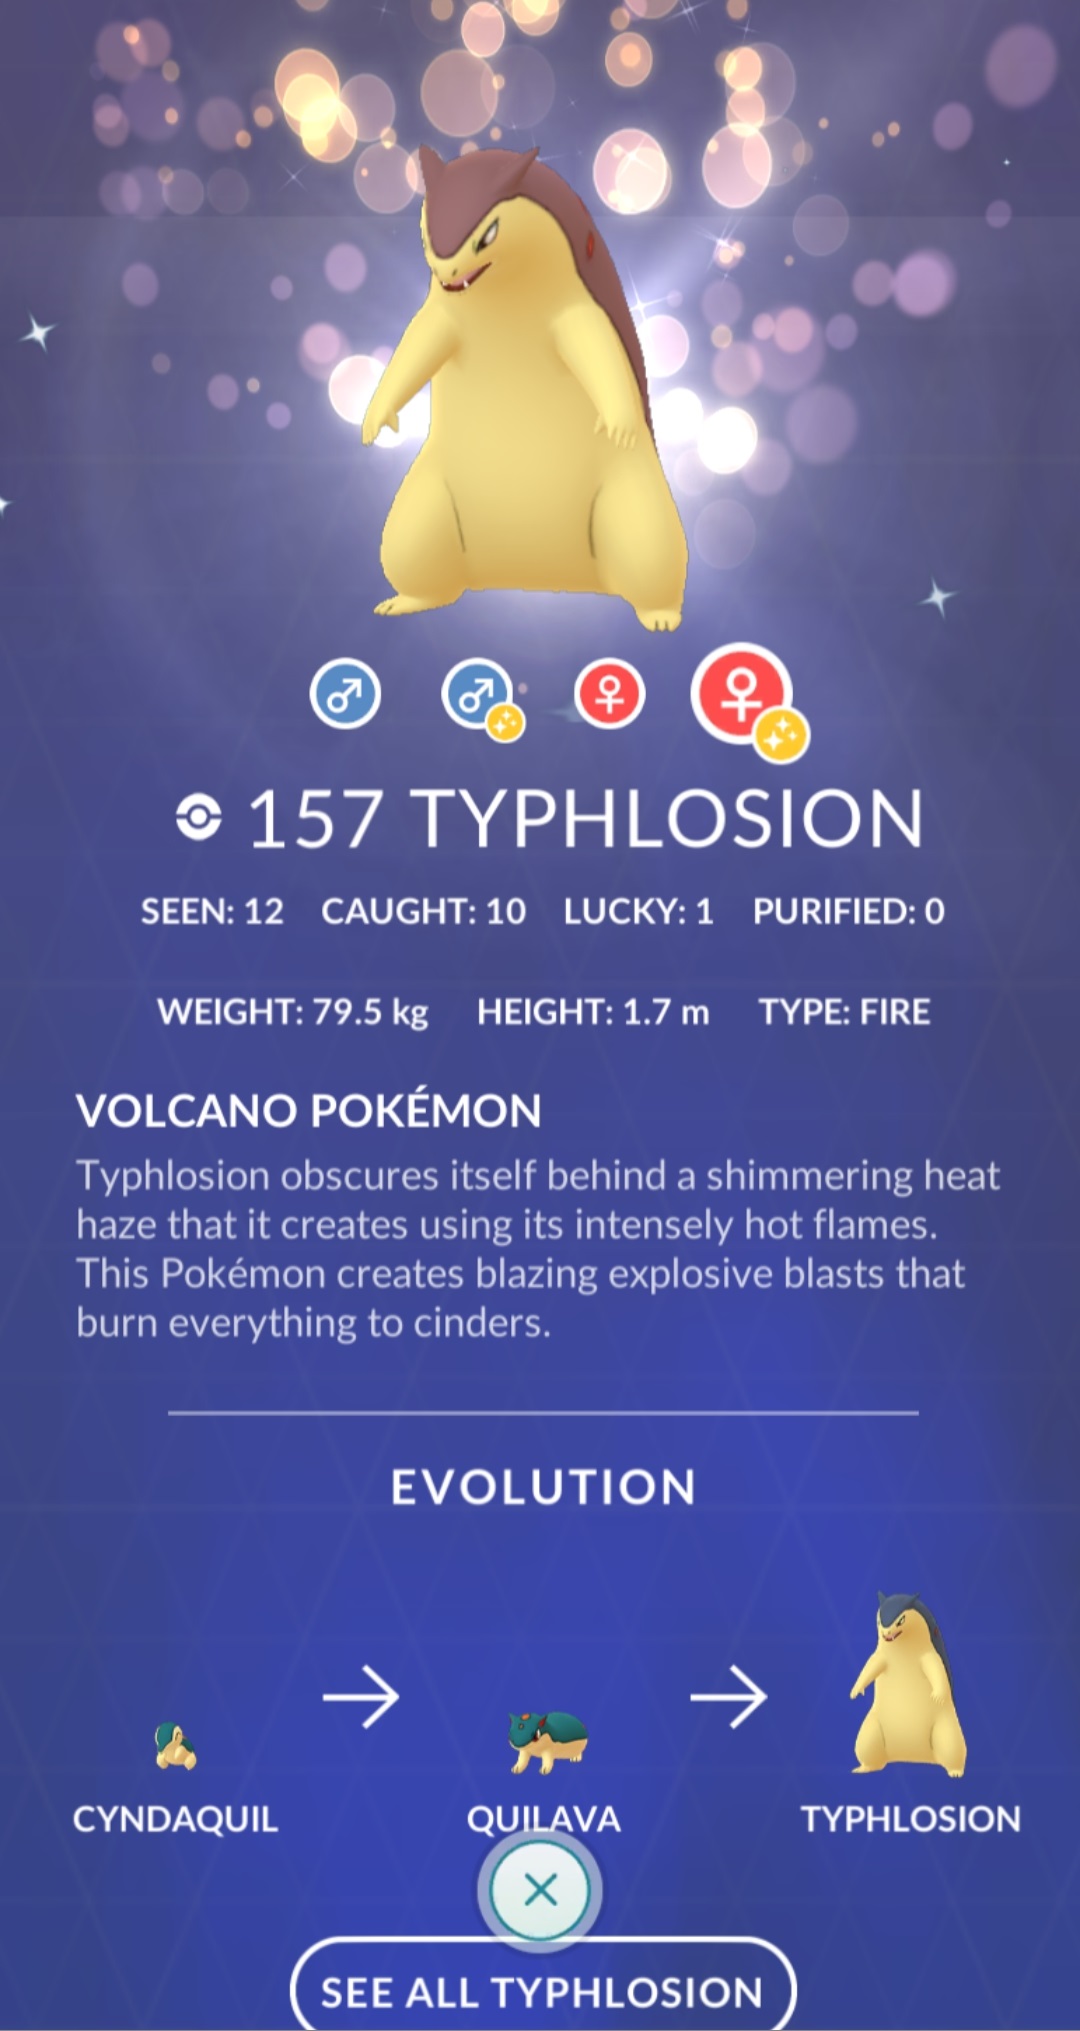 157 TYPHLOSION
SEEN: 12 CAUGHT: 10 LUCKY: 1 PURIFIED: 0
WEIGHT: 79.5 kg HEIGHT: 1.7 m TYPE: FIRE
VOLCANO POKÉMON
Typhlosion obscures itself behind a shimmering heat
haze that it creates using its intensely hot flames.
This Pokémon creates blazing explosive blasts that
burn everything to cinders.
EVOLUTION
CYNDAQUIL QUILAVA TYPHLOSION
SEE ALL TYPHLOSION